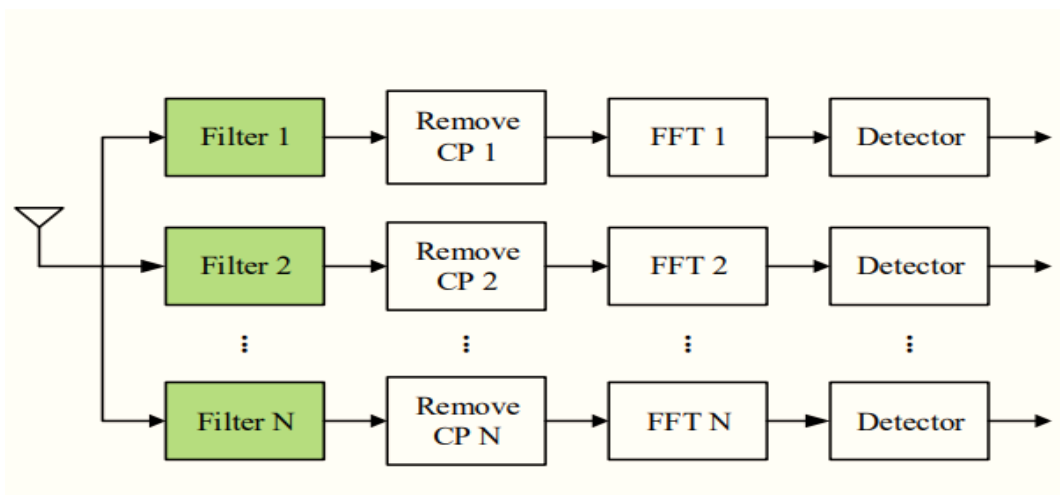 Filter 1
Remove
CP 1
FFT 1
Detector
Filter 2
Remove
CP 2
FFT 2
Detector
Filter N
Remove
CP N
FFT N
Detector